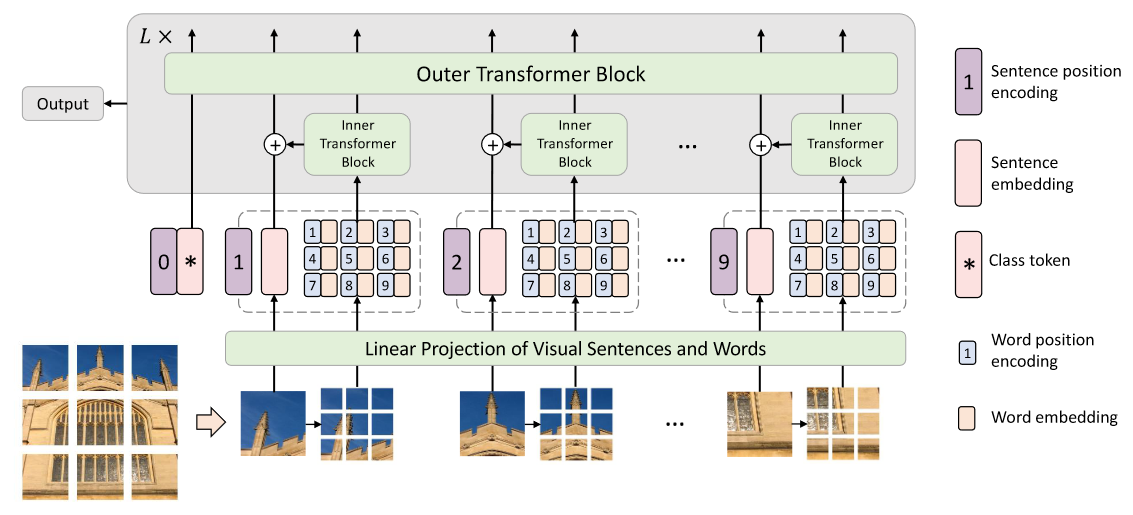 L ×
Outer Transformer Block
Output
Inner
Transformer
Block
Inner
Transformer
Block
...
Inner
Transformer
Block
+
+
+
0 *
1
1 2 3
4 5 6
7 8 9
2
1 2 3
4 5 6
7 8 9
...
9
1 2 3
4 5 6
7 8 9
Linear Projection of Visual Sentences and Words
...
1
Sentence position
encoding
Sentence
embedding
*
Class token
1
Word position
encoding
Word embedding